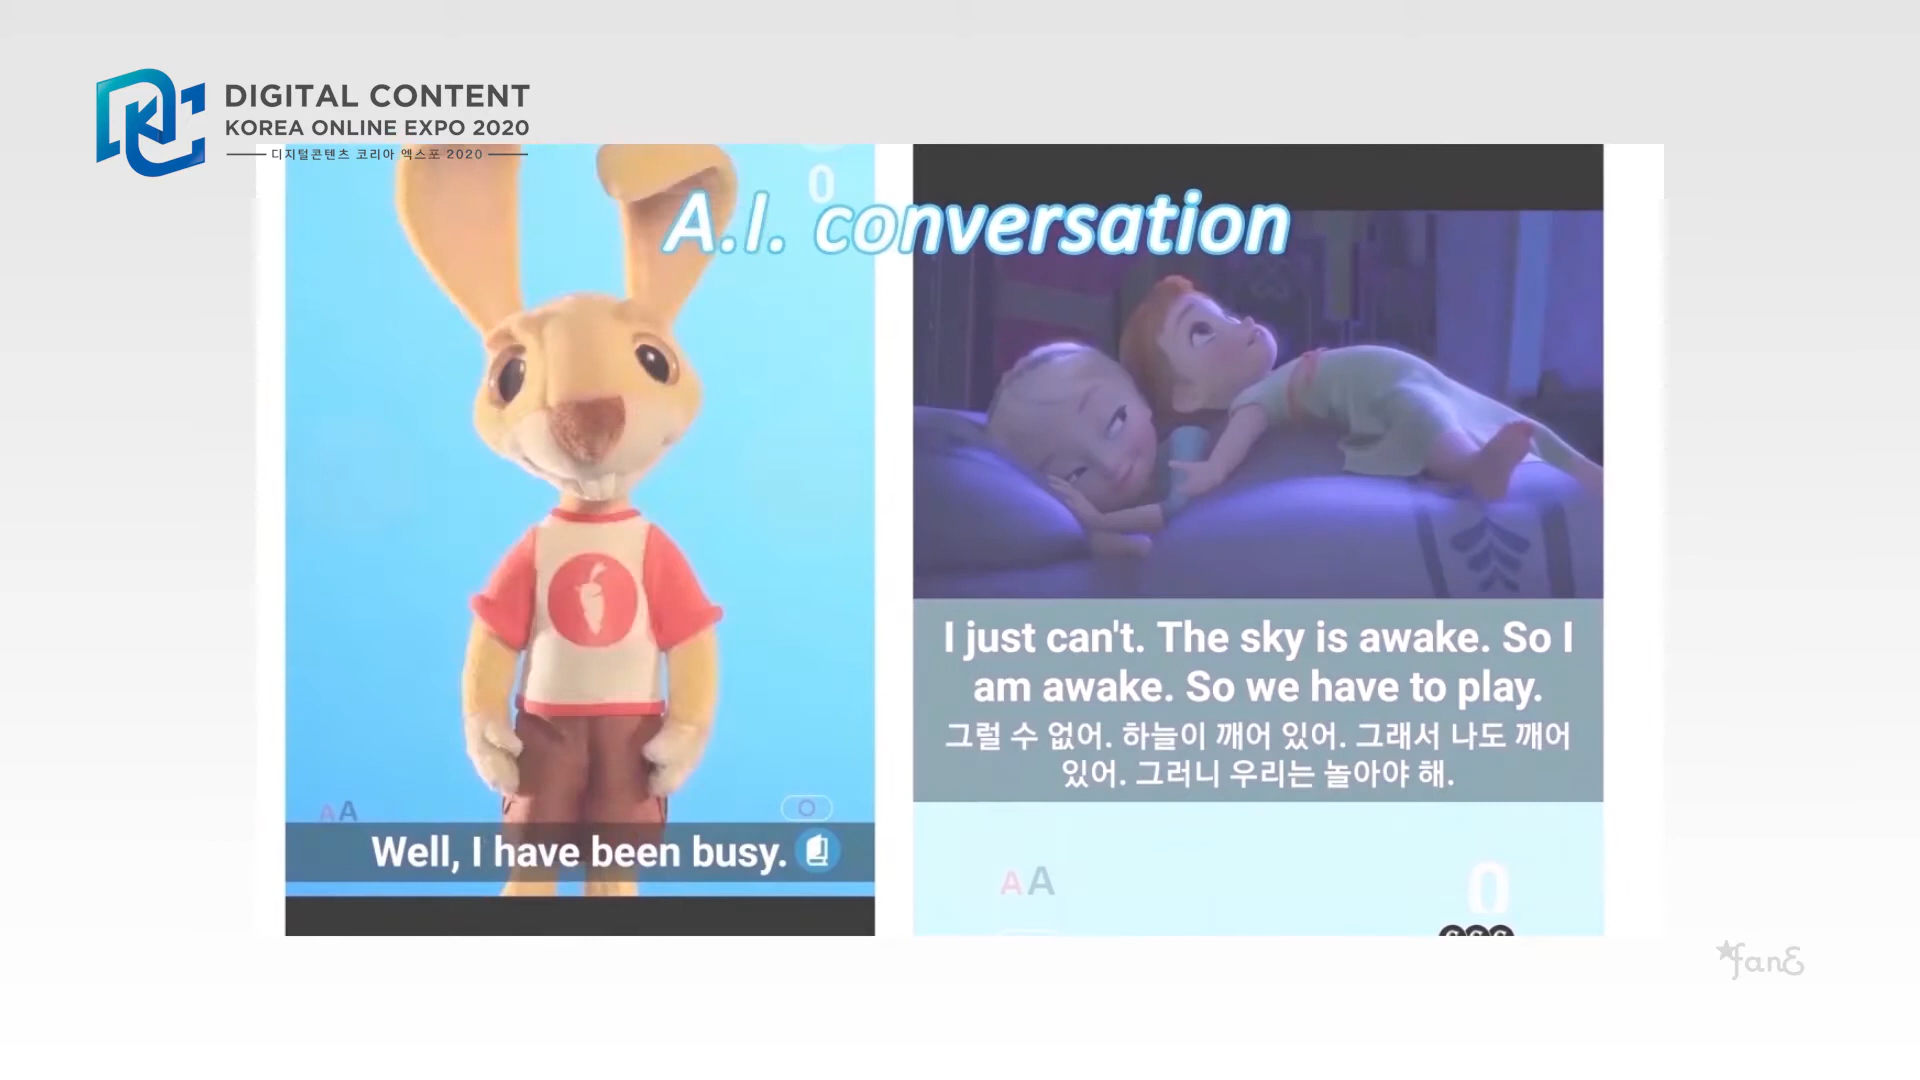 DIGITAL CONTENT
KOREA ONLINE EXPO 2020
디지털콘텐츠 코리아 엑스포 2020
0
A.I. conversation
I just can't. The sky is awake. So I
am awake. So we have to play.
그럴 수 없어. 하늘이 깨어 있어. 그래서 나도 깨어
있어. 그러니 우리는 놀아야 해.
AA
Well, I have been busy.
AA
0
fanE